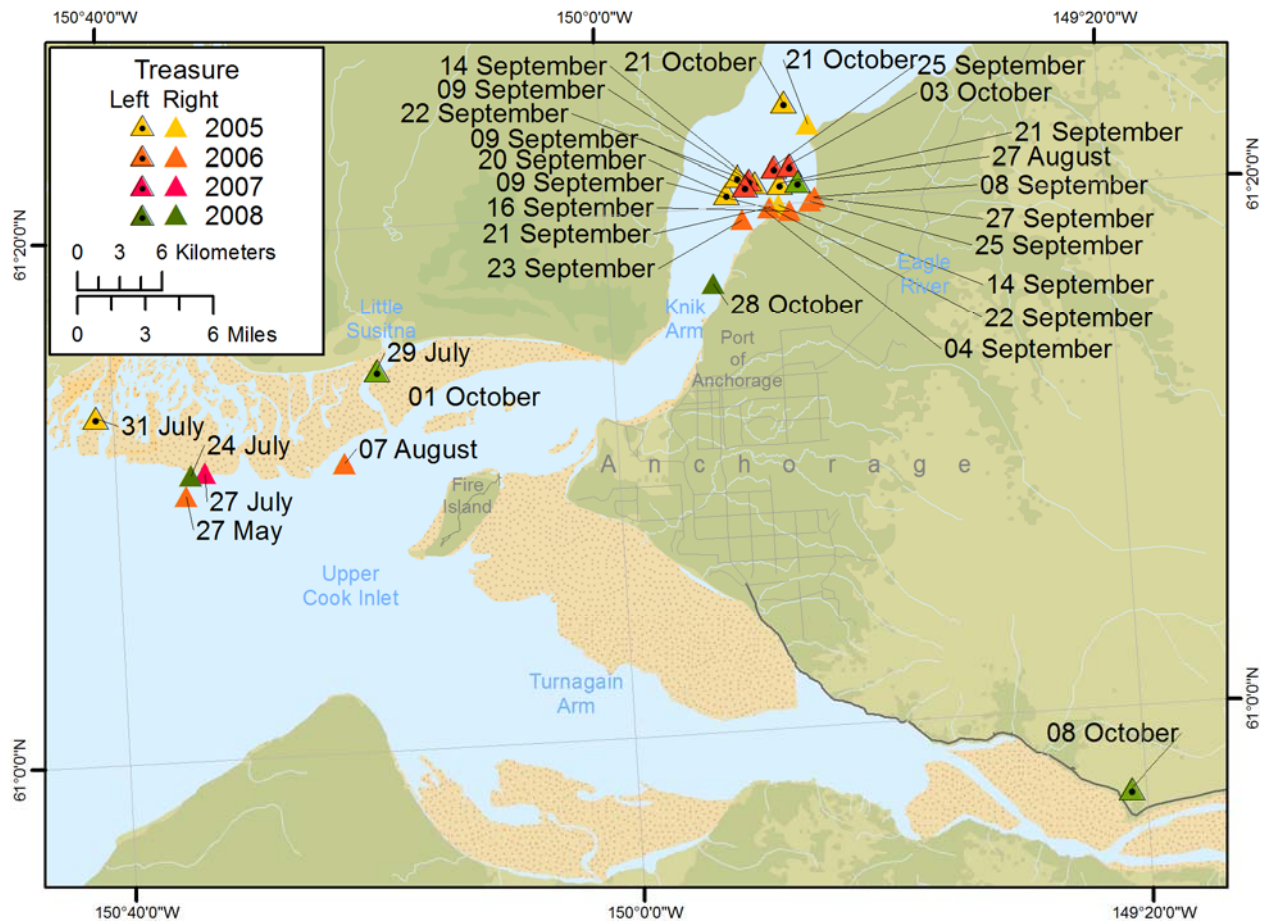 150°40'0"W
150°0'0"W
149°20'0"W
Treasure
Left Right
2005
2006
2007
2008
0 3 6 Kilometers
0 3 6 Miles
14 September
09 September
22 September
09 September
20 September
09 September
16 September
21 September
23 September
21 October
21 October
25 September
03 October
21 September
27 August
08 September
27 September
25 September
14 September
22 September
04 September
61°20'0"N
61°20'0"N
Eagle
River
28 October
Knik
Arm
Port
of
Anchorage
Little
Susitna
29 July
01 October
31 July
24 July
07 August
27 July
27 May
Anchorage
Fire
Island
Upper
Cook Inlet
Turnagain
Arm
08 October
61°0'0"N
61°0'0"N
150°40'0"W
150°0'0"W
149°20'0"W